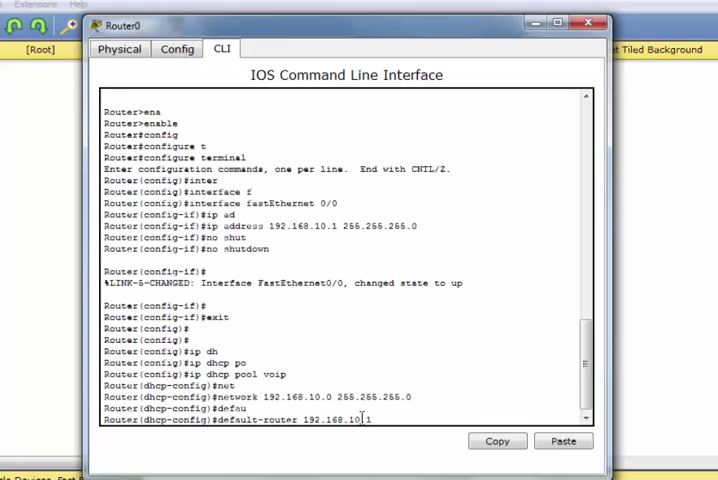 Extensions Help
Router0
[Root]
Physical Config CLI
t Tiled Background
IOS Command Line Interface
Router>ena
Router>enable
Router#config
Router#configure t
Router#configure terminal
Enter configuration commands, one per line. End with CNTL/Z.
Router(config)#inter
Router(config)#interface f
Router(config)#interface fastEthernet 0/0
Router(config-if)#ip ad
Router(config-if)#ip address 192.168.10.1 255.255.255.0
Router(config-if)#no shut
Router(config-if)#no shutdown
Router(config-if)#
%LINK-5-CHANGED: Interface FastEthernet0/0, changed state to up
Router(config-if)#
Router(config-if)#exit
Router(config)#
Router(config)#
Router(config)#ip dh
Router(config)#ip dhcp po
Router(config)#ip dhcp pool voip
Router(dhcp-config)#net
Router(dhcp-config)#network 192.168.10.0 255.255.255.0
Router(dhcp-config)#defau
Router(dhcp-config)#default-router 192.168.10.1
Copy Paste